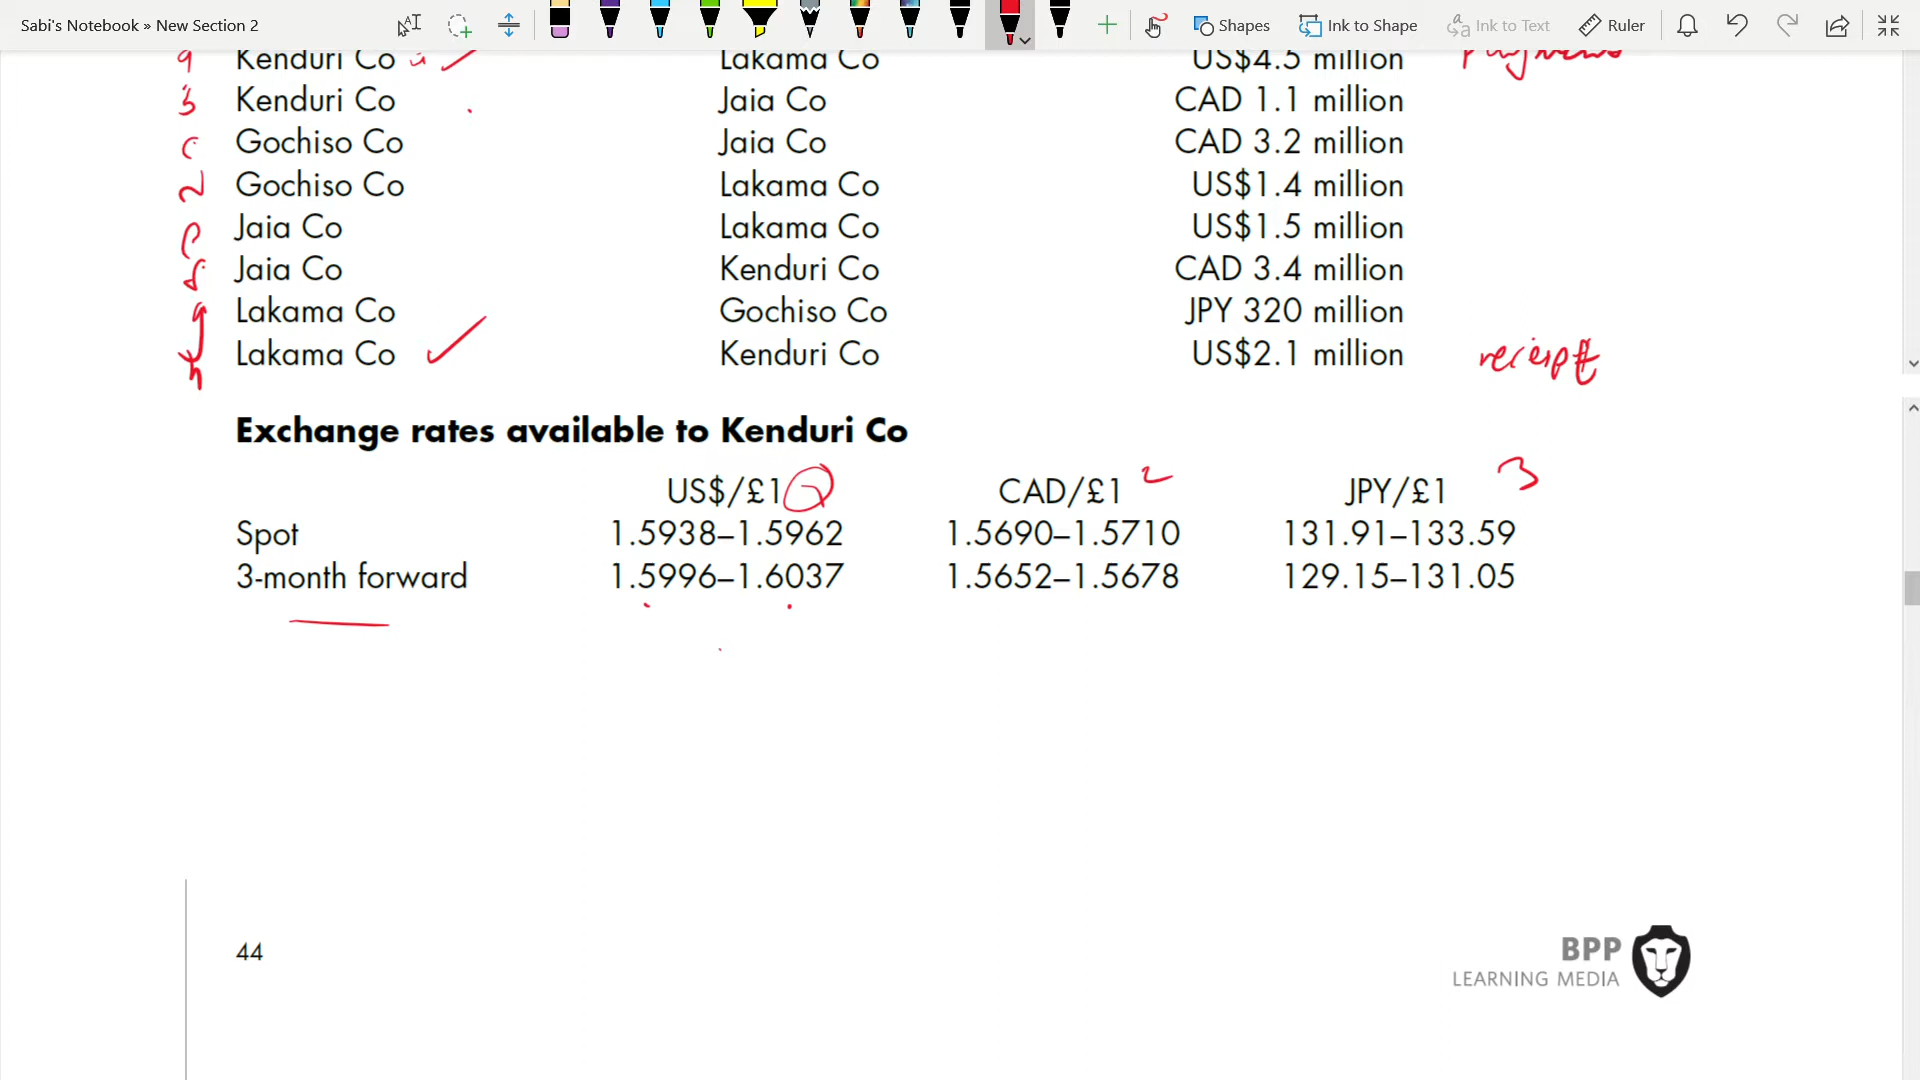 Sabi's Notebook » New Section 2
Shapes
Ink to Shape
Ink to Text
Ruler
a Kenduri Co Lakama Co US$4.5 million
b Kenduri Co Jaia Co CAD 1.1 million
c Gochiso Co Jaia Co CAD 3.2 million
Gochiso Co Lakama Co US$1.4 million
Jaia Co Lakama Co US$1.5 million
Jaia Co Kenduri Co CAD 3.4 million
g Lakama Co Gochiso Co JPY 320 million
h Lakama Co Kenduri Co US$2.1 million
Exchange rates available to Kenduri Co
US$/£1 CAD/£1 2 JPY/£1 3
Spot 1.5938–1.5962 1.5690–1.5710 131.91–133.59
3-month forward 1.5996–1.6037 1.5652–1.5678 129.15–131.05
44
BPP
LEARNING MEDIA